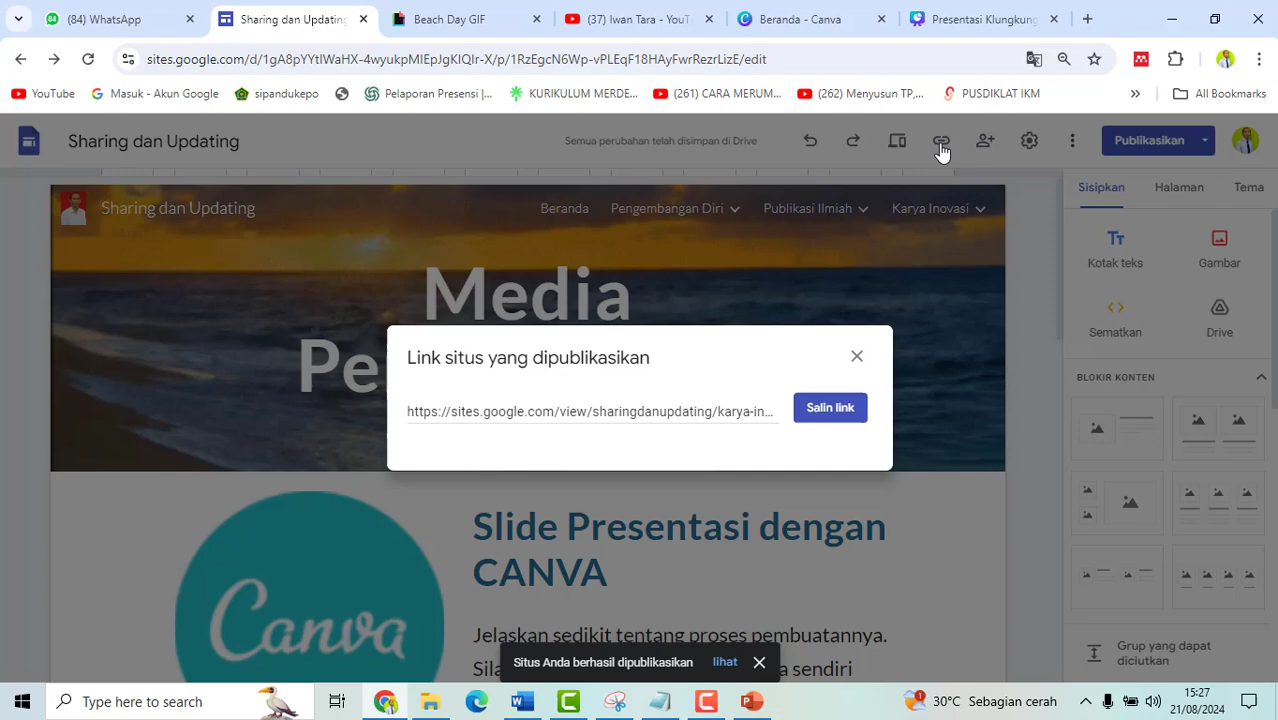 (84) WhatsApp
Sharing dan Updating
Beach Day GIF
(37) Iwan Tara - YouT
Beranda - Canva
Presentasi Klungkung
sites.google.com/d/1gA8pYYtIWaHX-4wyukpMIEpbgKIQIr-X/p/1RzEgcN6Wp-vPLEqF18HAyFwrRezrLizE/edit
YouTube
Masuk - Akun Google
sipandukepo
Pelaporan Presensi |...
KURIKULUM MERDE...
(261) CARA MERUM...
(262) Menyusun TP,...
PUSDIKLAT IKM
All Bookmarks
Sharing dan Updating
Semua perubahan telah disimpan di Drive
Publikasikan
Sisipkan
Halaman
Tema
Sharing dan Updating
Beranda
Pengembangan Diri
Publikasi Ilmiah
Karya Inovasi
Kotak teks
Gambar
Sematkan
Drive
Media
Pe
Link situs yang dipublikasikan
https://sites.google.com/view/sharingdanupdating/karya-in...
Salin link
BLOKIR KONTEN
Slide Presentasi dengan
CANVA
Canva
Jelaskan sedikit tentang proses pembuatannya.
Sila
a sendiri
Situs Anda berhasil dipublikasikan
lihat
Grup yang dapat
diciutkan
Type here to search
1
30°C Sebagian cerah
15:27
21/08/2024